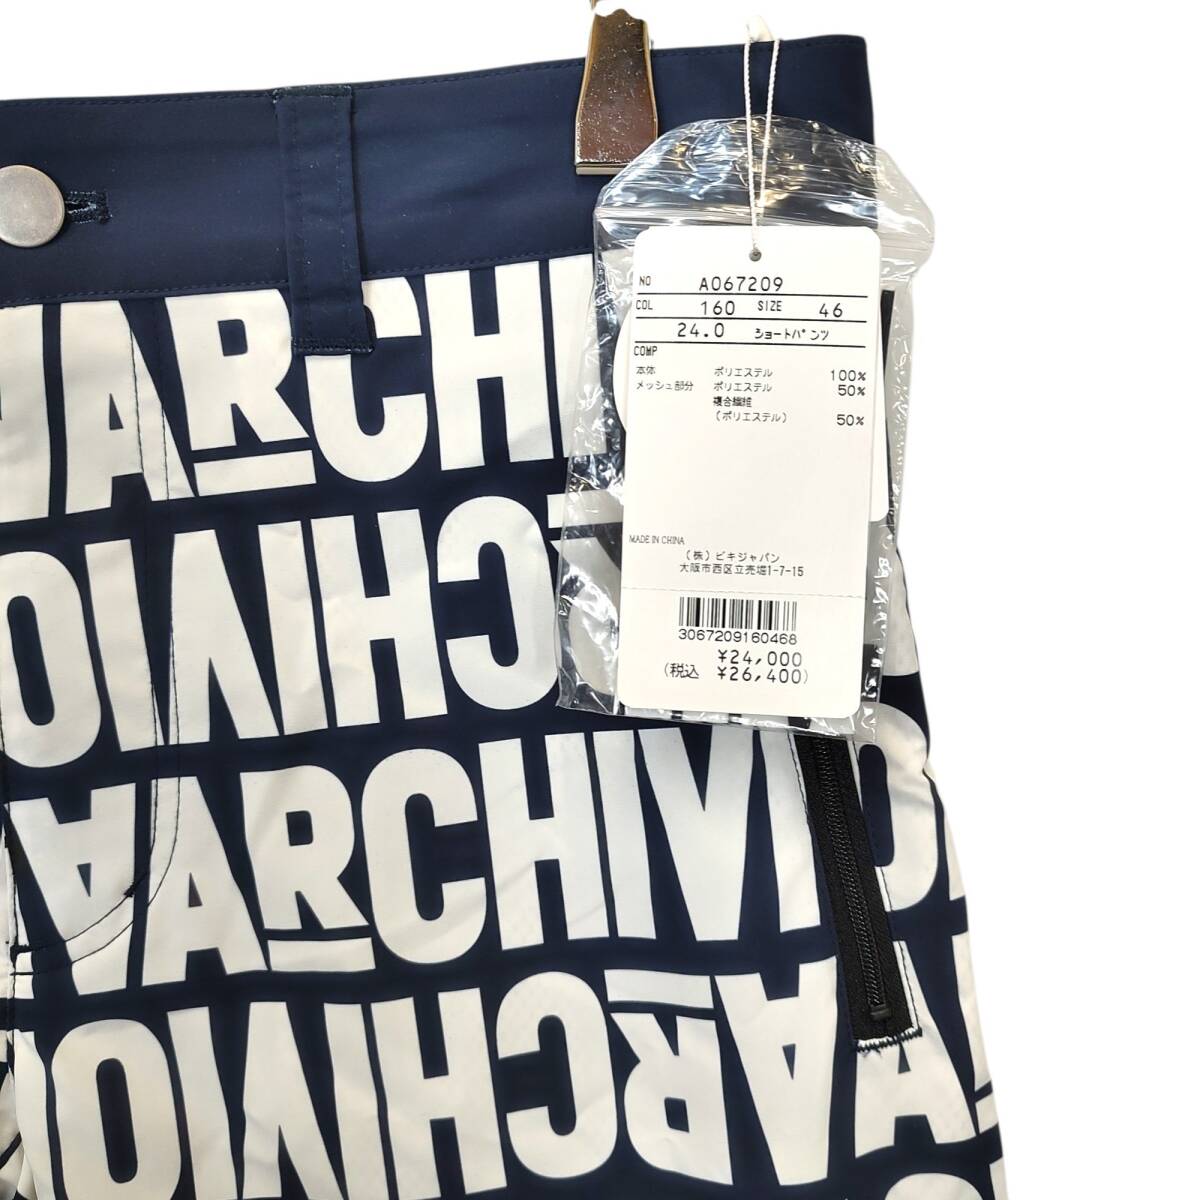 NO A067209
COL 160 SIZE 46
24.0 ショートパンツ
COMP
本体 ポリエステル 100%
メッシュ部分 ポリエステル 50%
複合繊維
(ポリエステル) 50%
MADE IN CHINA
(株)ビキジャパン
大阪市西区立売堀1-7-15
3067209160468
¥24,000
(税込 ¥26,400)
ARCHI
ARCHIVIO
ARCHIVIO
ARCHIVIO